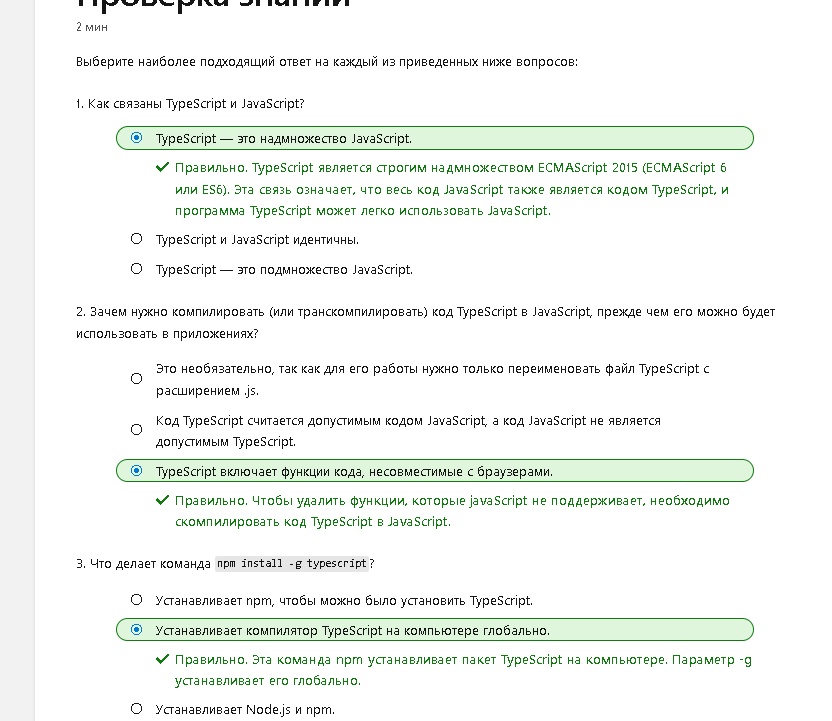 Проверка знаний
2 мин
Выберите наиболее подходящий ответ на каждый из приведенных ниже вопросов:
1. Как связаны TypeScript и JavaScript?
TypeScript — это надмножество JavaScript.
Правильно. TypeScript является строгим надмножеством ECMAScript 2015 (ECMAScript 6
или ES6). Эта связь означает, что весь код JavaScript также является кодом TypeScript, и
программа TypeScript может легко использовать JavaScript.
TypeScript и JavaScript идентичны.
TypeScript — это подмножество JavaScript.
2. Зачем нужно компилировать (или транскомпилировать) код TypeScript в JavaScript, прежде чем его можно будет
использовать в приложениях?
Это необязательно, так как для его работы нужно только переименовать файл TypeScript с
расширением .js.
Код TypeScript считается допустимым кодом JavaScript, а код JavaScript не является
допустимым TypeScript.
TypeScript включает функции кода, несовместимые с браузерами.
Правильно. Чтобы удалить функции, которые javaScript не поддерживает, необходимо
скомпилировать код TypeScript в JavaScript.
3. Что делает команда npm install -g typescript?
Устанавливает npm, чтобы можно было установить TypeScript.
Устанавливает компилятор TypeScript на компьютере глобально.
Правильно. Эта команда npm устанавливает пакет TypeScript на компьютере. Параметр -g
устанавливает его глобально.
Устанавливает Node.js и npm.